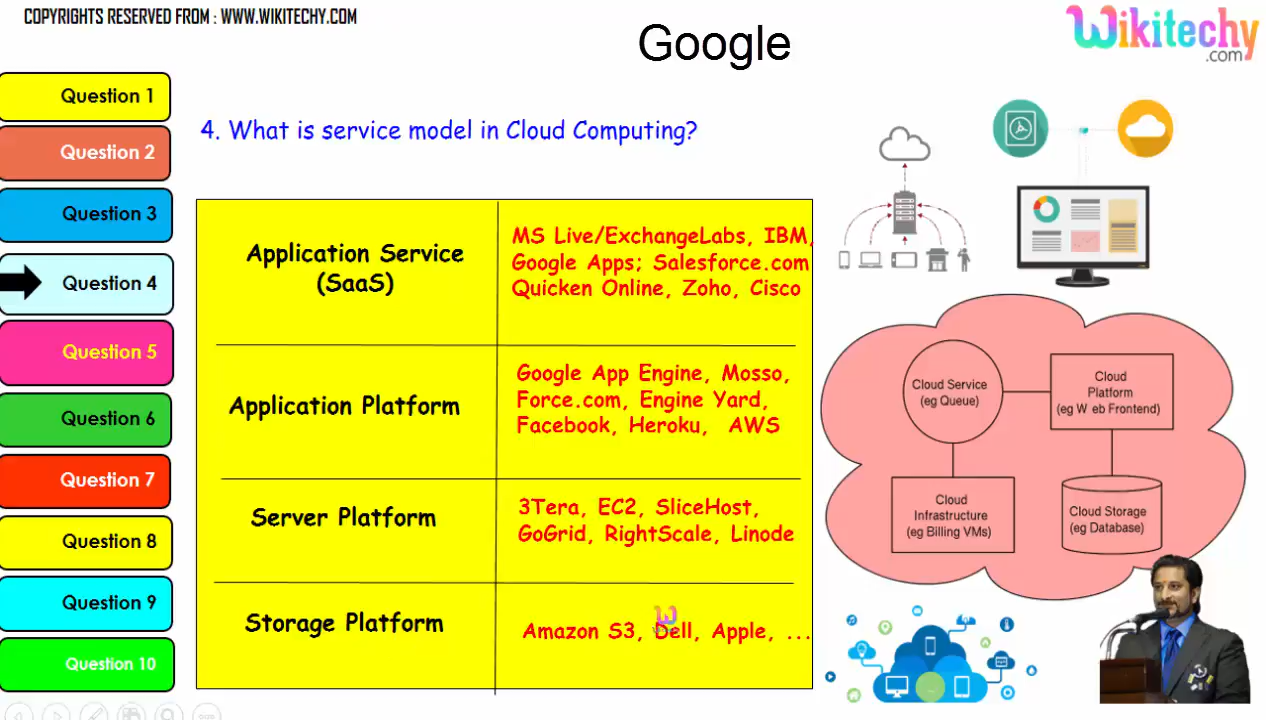 COPYRIGHTS RESERVED FROM : WWW.WIKITECHY.COM
Google
Wikitechy
.com
Question 1
Question 2
Question 3
Question 4
Question 5
Question 6
Question 7
Question 8
Question 9
Question 10
4. What is service model in Cloud Computing?
Application Service
(SaaS)
MS Live/ExchangeLabs, IBM,
Google Apps; Salesforce.com
Quicken Online, Zoho, Cisco
Application Platform
Google App Engine, Mosso,
Force.com, Engine Yard,
Facebook, Heroku, AWS
Server Platform
3Tera, EC2, SliceHost,
GoGrid, RightScale, Linode
Storage Platform
Amazon S3, Dell, Apple, ...
Cloud Service
(eg Queue)
Cloud
Platform
(eg W eb Frontend)
Cloud
Infrastructure
(eg Billing VMs)
Cloud Storage
(eg Database)